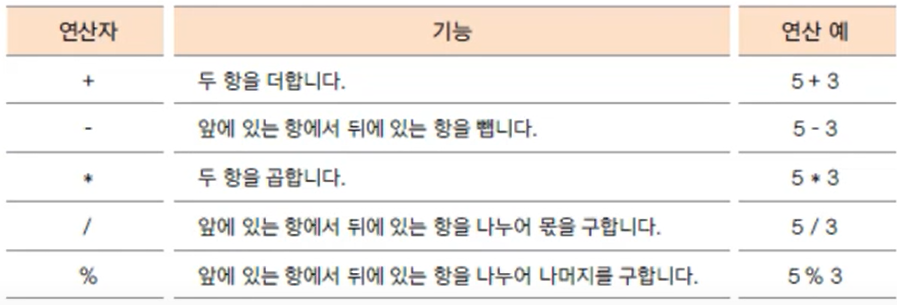 연산자 기능 연산 예
+ 두 항을 더합니다. 5 + 3
- 앞에 있는 항에서 뒤에 있는 항을 뺍니다. 5 - 3
* 두 항을 곱합니다. 5 * 3
/ 앞에 있는 항에서 뒤에 있는 항을 나누어 몫을 구합니다. 5 / 3
% 앞에 있는 항에서 뒤에 있는 항을 나누어 나머지를 구합니다. 5 % 3